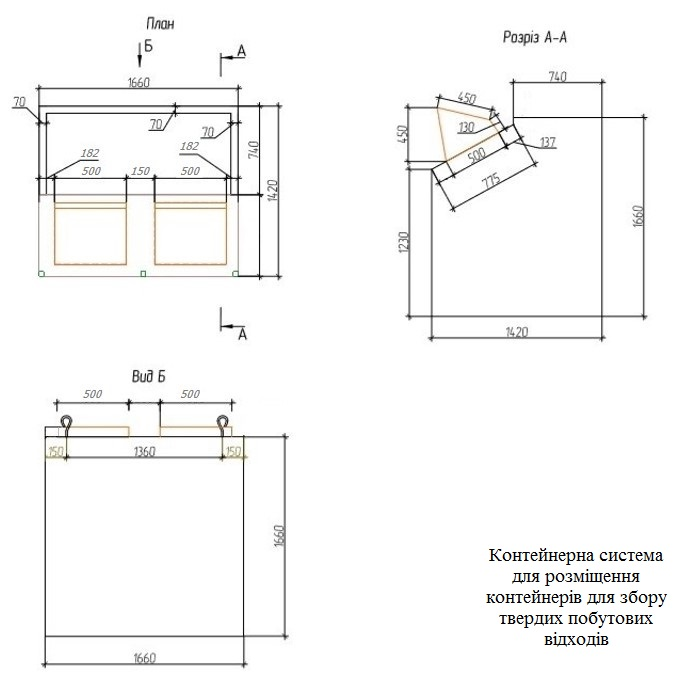 План
Б
А
1660
70
70
70
182
182
500
150
500
740
1420
А
Розріз А-А
740
450
450
130
137
500
775
1230
1660
1420
Вид Б
500
500
150
1360
150
1660
1660
Контейнерна система
для розміщення
контейнерів для збору
твердих побутових
відходів